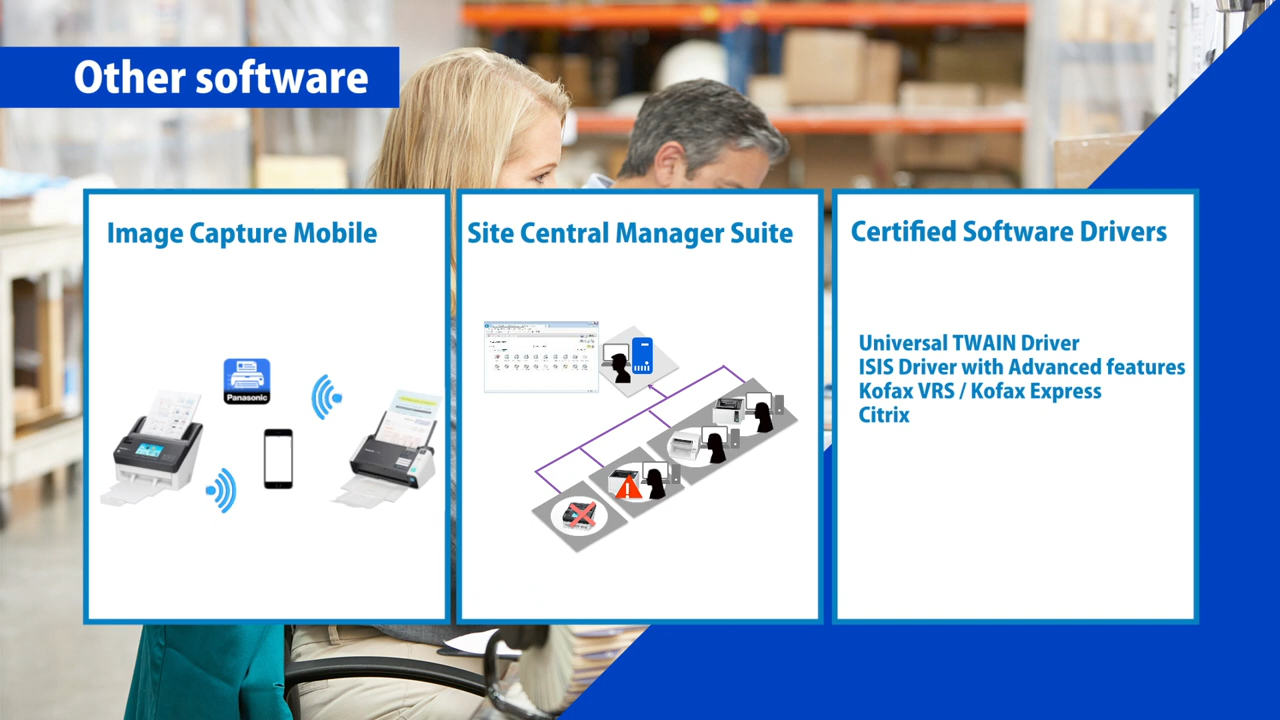 Other software
Image Capture Mobile
Panasonic
Site Central Manager Suite
Certified Software Drivers
Universal TWAIN Driver
ISIS Driver with Advanced features
Kofax VRS / Kofax Express
Citrix